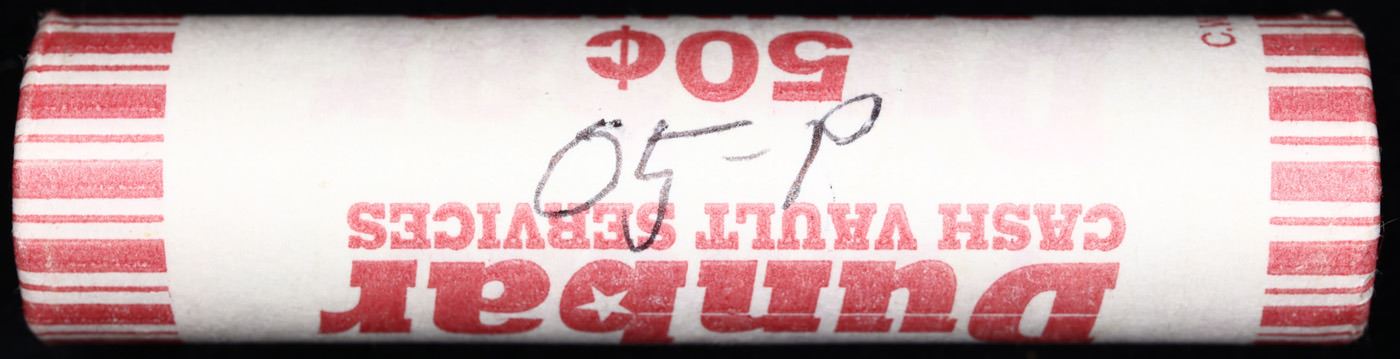 Dunbar
CASH VAULT SERVICES
05-P
50¢